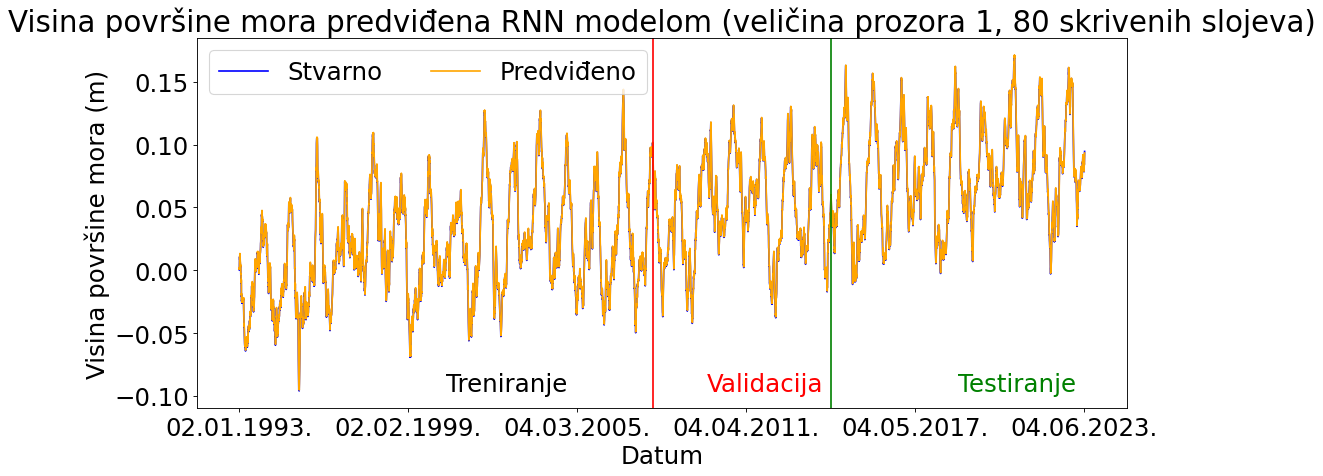 Visina površine mora predviđena RNN modelom (veličina prozora 1, 80 skrivenih slojeva)
Stvarno
Predviđeno
Visina površine mora (m)
0.15
0.10
0.05
0.00
−0.05
−0.10
Treniranje
Validacija
Testiranje
02.01.1993.
02.02.1999.
04.03.2005.
04.04.2011.
04.05.2017.
04.06.2023.
Datum